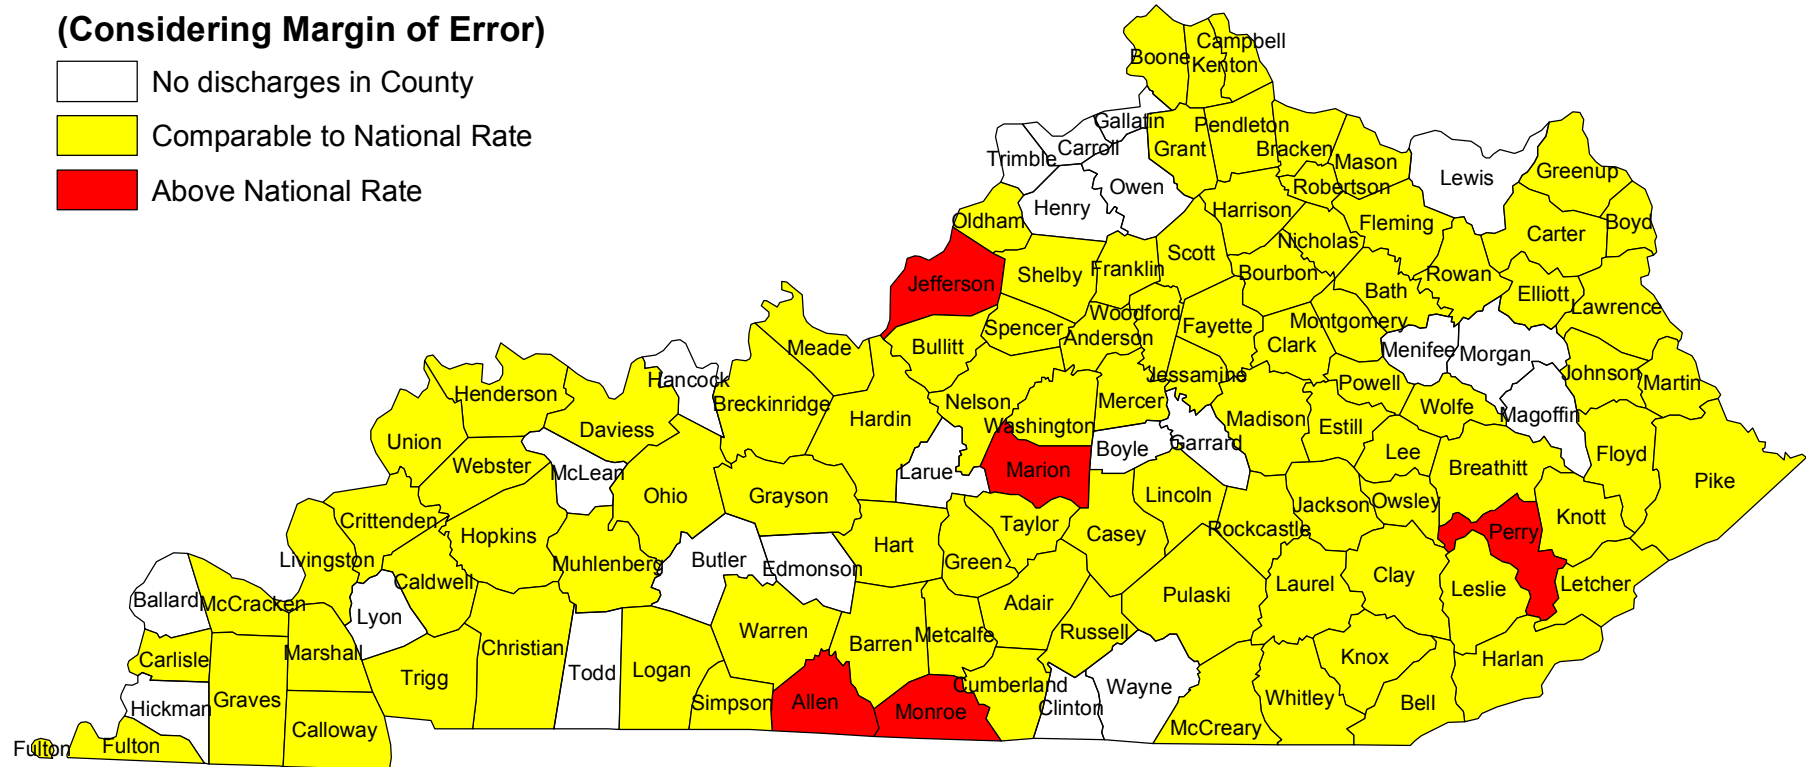 (Considering Margin of Error)
No discharges in County
Comparable to National Rate
Above National Rate
Campbell
Boone
Kenton
Gallatin
Pendleton
Carroll
Grant
Bracken
Trimble
Mason
Greenup
Lewis
Owen
Robertson
Henry
Harrison
Oldham
Fleming
Boyd
Carter
Nicholas
Scott
Shelby
Franklin
Bourbon
Rowan
Jefferson
Bath
Elliott
Lawrence
Woodford
Montgomery
Spencer
Fayette
Anderson
Clark
Bullitt
Meade
Menifee
Morgan
Johnson
Jessamine
Hancock
Powell
Martin
Henderson
Breckinridge
Nelson
Mercer
Wolfe
Magoffin
Hardin
Madison
Washington
Estill
Daviess
Union
Garrard
Boyle
Lee
Floyd
Webster
McLean
Larue
Marion
Breathitt
Pike
Ohio
Grayson
Lincoln
Jackson
Owsley
Crittenden
Taylor
Rockcastle
Perry
Knott
Hopkins
Casey
Hart
Livingston
Muhlenberg
Butler
Edmonson
Green
Caldwell
Laurel
Clay
Leslie
Letcher
Ballard
McCracken
Lyon
Adair
Pulaski
Warren
Barren
Metcalfe
Russell
Carlisle
Marshall
Christian
Todd
Logan
Knox
Harlan
Trigg
Cumberland
Wayne
Hickman
Graves
Simpson
Allen
Monroe
Clinton
Whitley
Bell
Calloway
McCreary
Fulton
Fulton